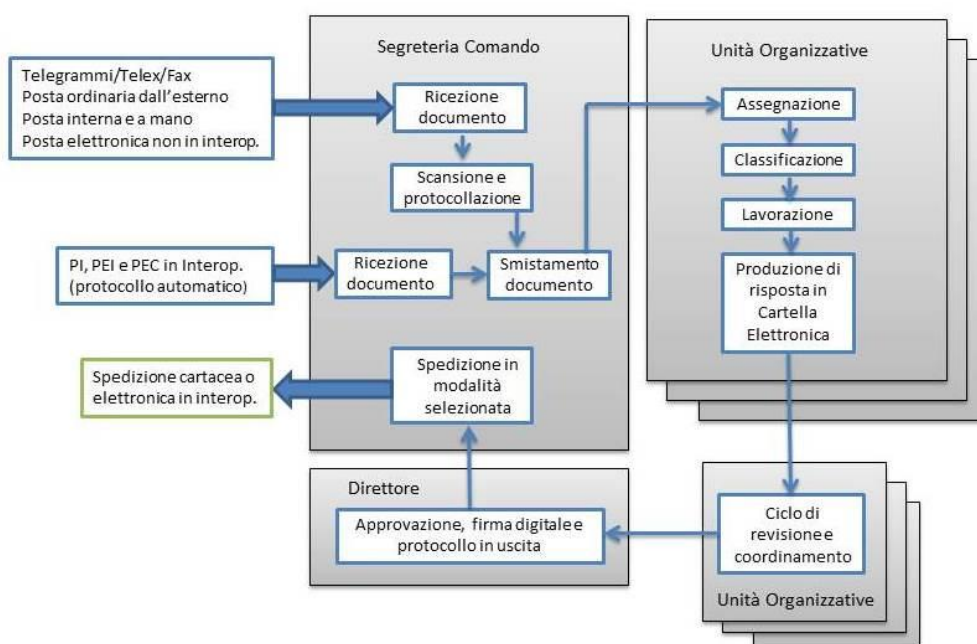 Segreteria Comando
Telegrammi/Telex/Fax
Posta ordinaria dall'esterno
Posta interna e a mano
Posta elettronica non in interop.
Ricezione
documento
Scansione e
protocollazione
PI, PEI e PEC in Interop.
(protocollo automatico)
Ricezione
documento
Smistamento
documento
Unità Organizzative
Assegnazione
Classificazione
Lavorazione
Produzione di
risposta in
Cartella
Elettronica
Ciclo di
revisione e
coordinamento
Unità Organizzative
Direttore
Approvazione, firma digitale e
protocollo in uscita
Spedizione in
modalità
selezionata
Spedizione cartacea o
elettronica in interop.